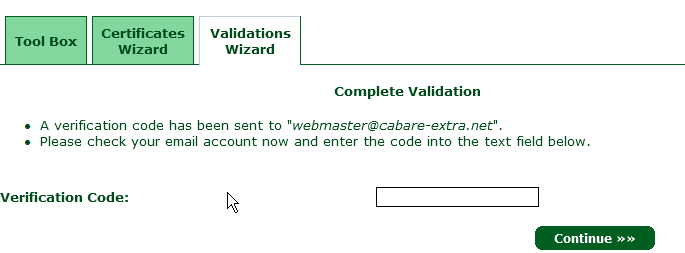 Tool Box
Certificates
Wizard
Validations
Wizard
Complete Validation
• A verification code has been sent to "webmaster@cabare-extra.net".
• Please check your email account now and enter the code into the text field below.
Verification Code:
Continue »»